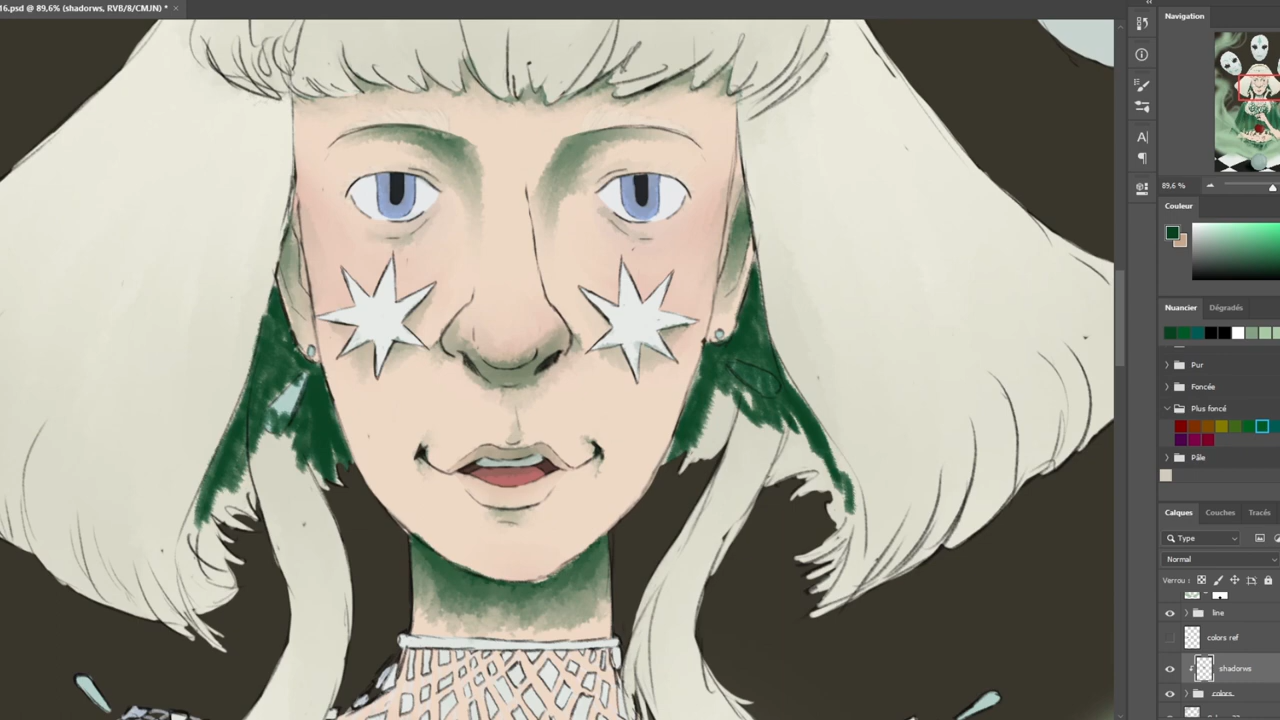 16.psd @ 89,6% (shadorws, RVB/8/CMJN) * ×
Navigation
89,6 %
Couleur
Nuancier Dégradés
Pur
Foncée
Plus foncé
Pâle
Calques Couches Tracés
Type
Normal
Verrou :
line
colors ref
shadorws
colors